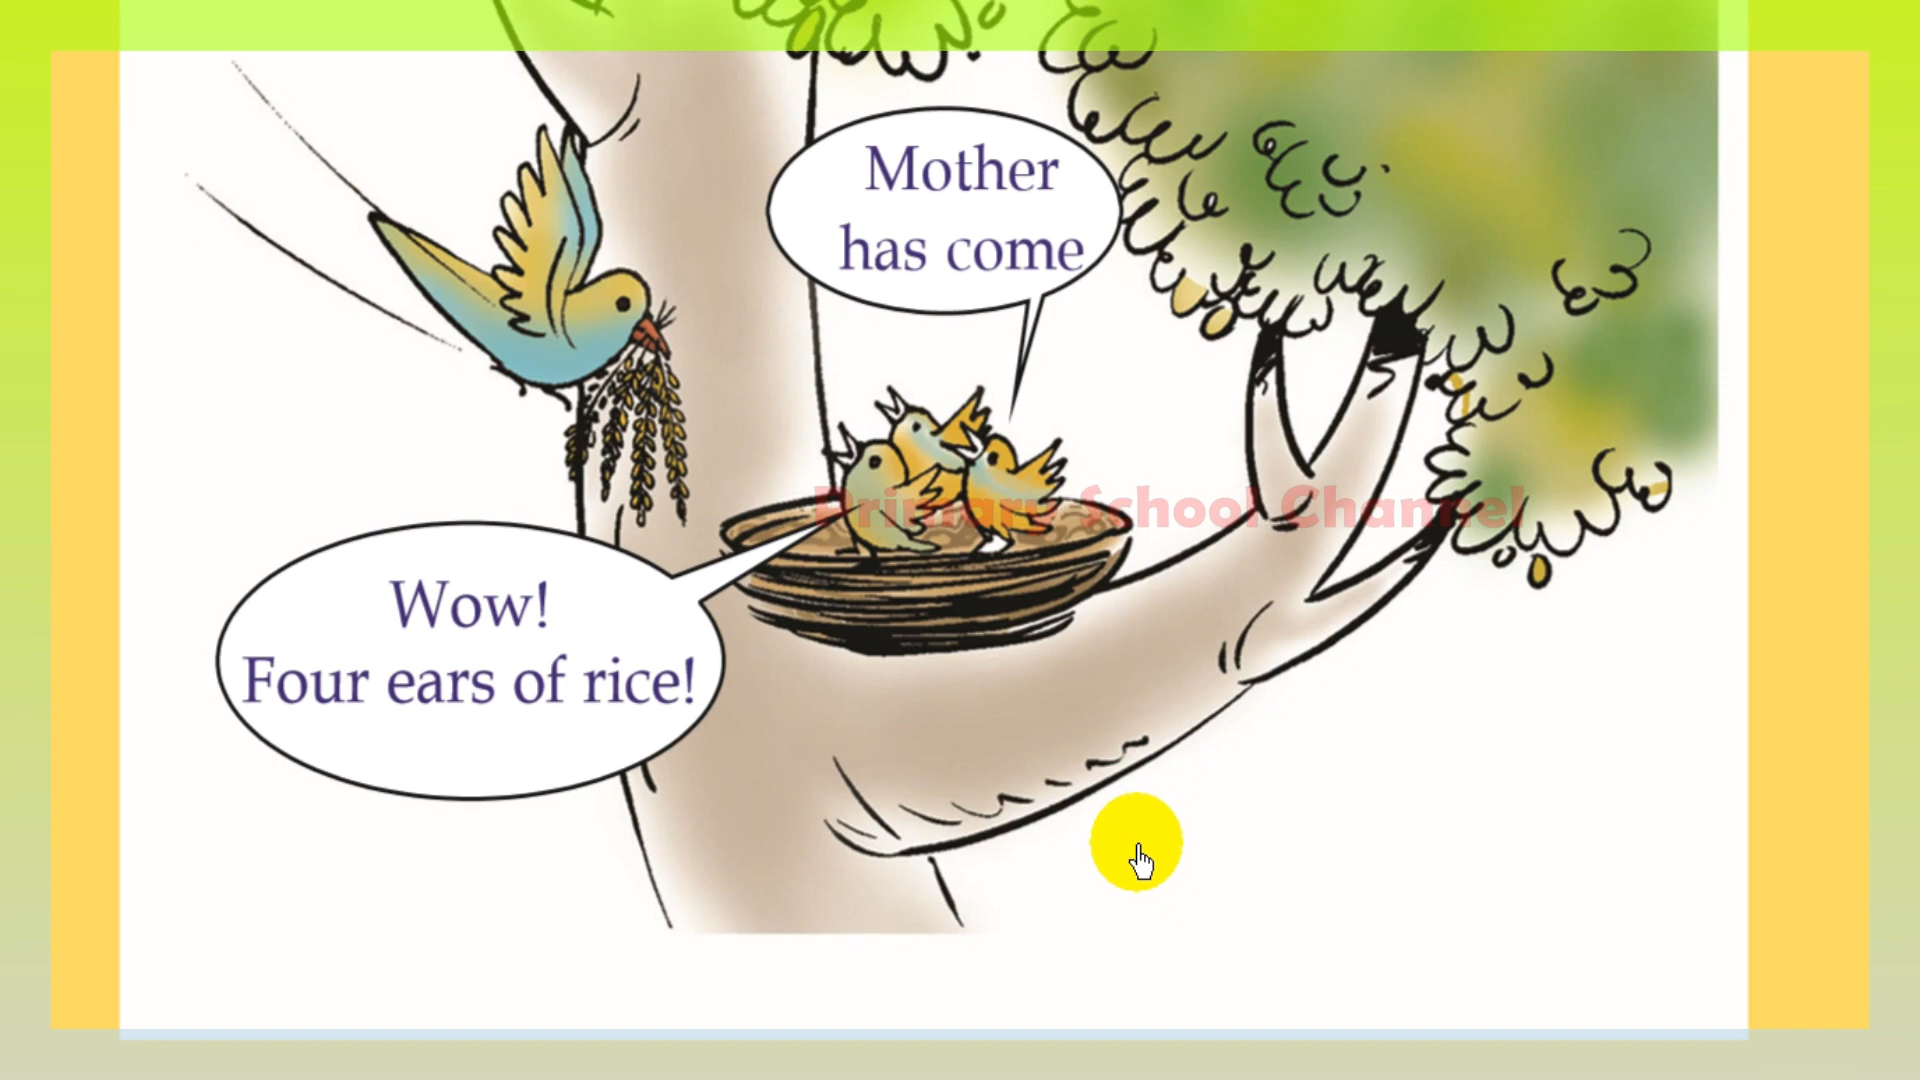 Mother
has come
Primary School Channel
Wow!
Four ears of rice!